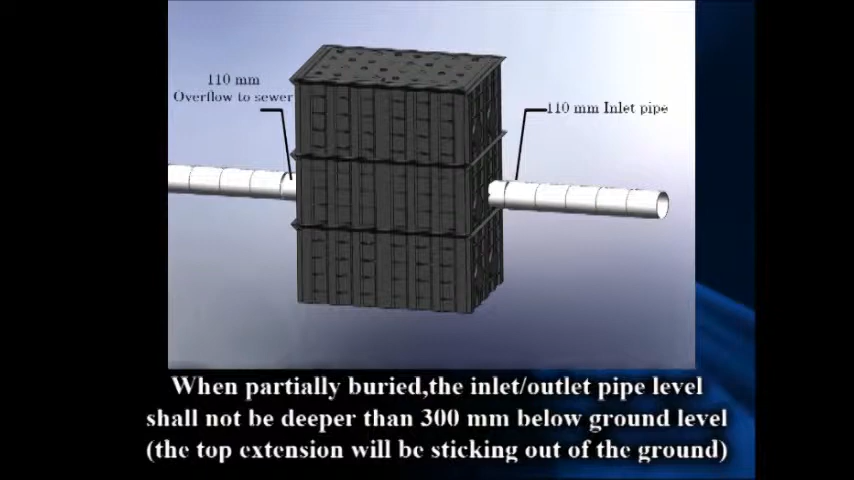 110 mm
Overflow to sewer
110 mm Inlet pipe
When partially buried,the inlet/outlet pipe level
shall not be deeper than 300 mm below ground level
(the top extension will be sticking out of the ground)